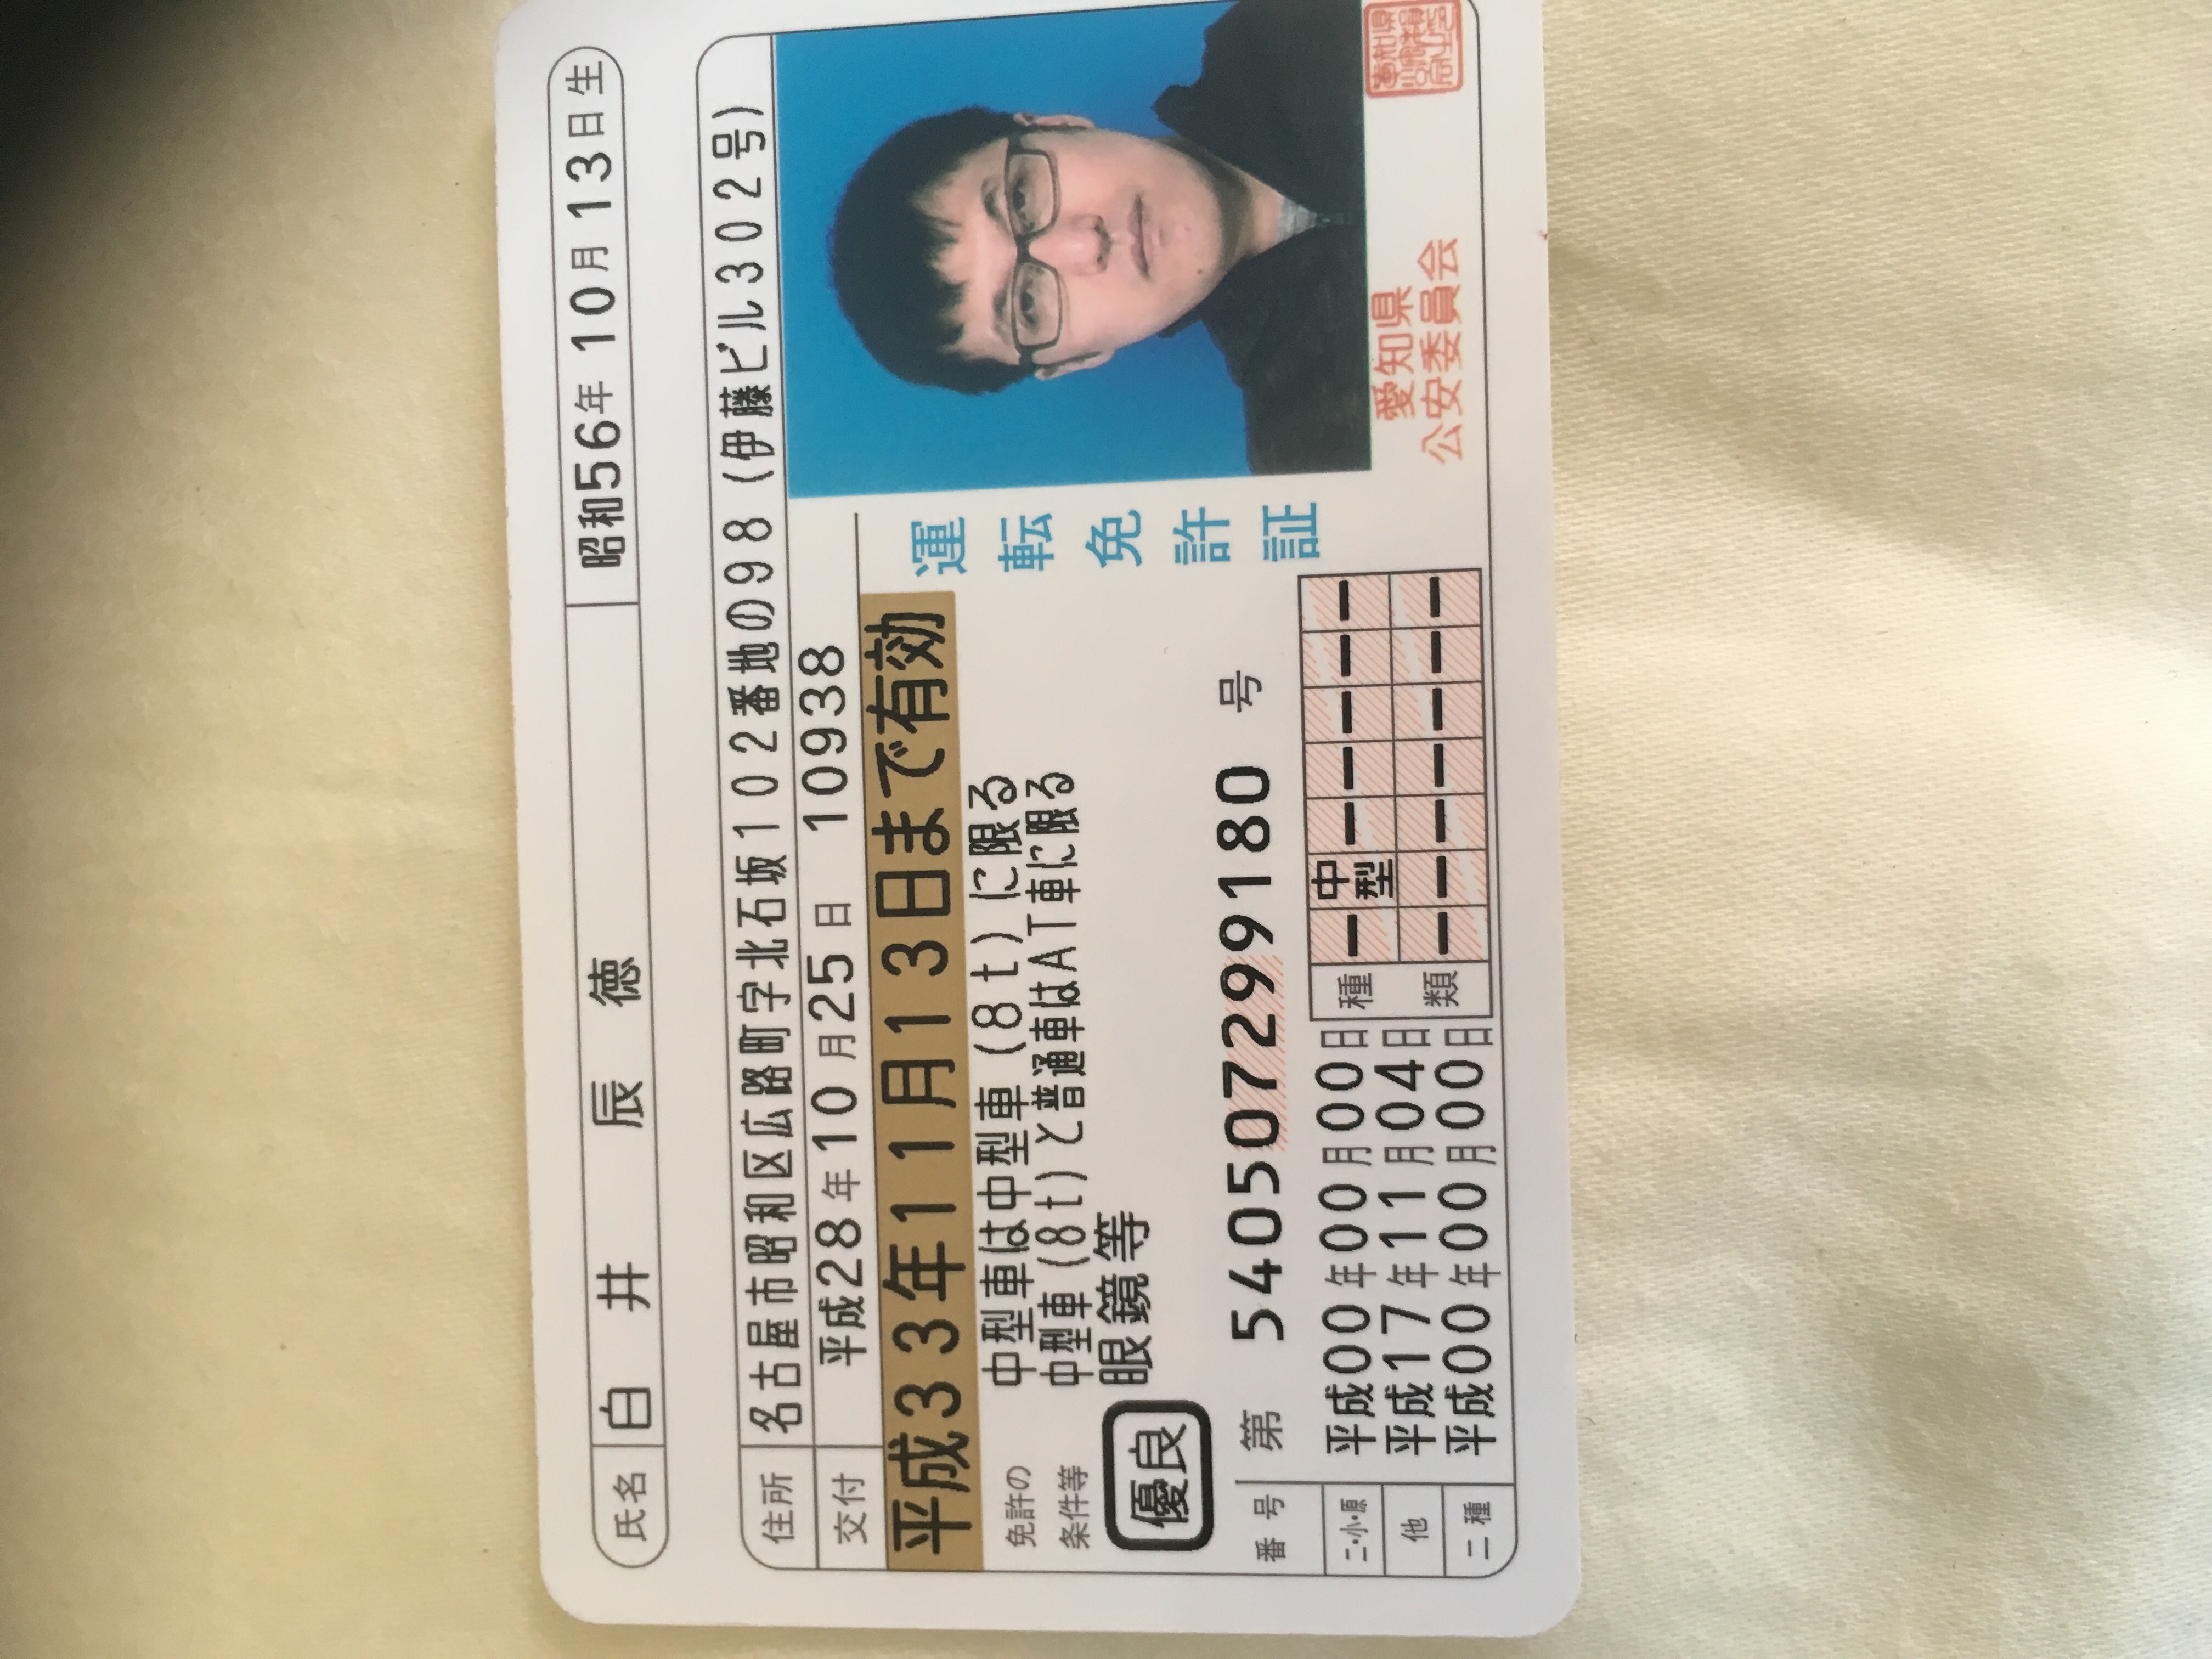 氏名 白井 辰徳 昭和56年10月13日生
住所 名古屋市昭和区広路町字北石坂102番地の98(伊藤ビル302号)
交付 平成28年10月25日 10938
平成33年11月13日まで有効
免許の 中型車は中型車(8t)に限る
条件等 中型車(8t)と普通車はAT車に限る
眼鏡等
優良
番号 第 540507299180 号
二・小・原 平成00年00月00日
他 平成17年11月04日
二種 平成00年00月00日
種類 ー 中型 ー ー ー ー ー
ー ー ー ー ー ー ー
運転免許証
愛知県
公安委員会